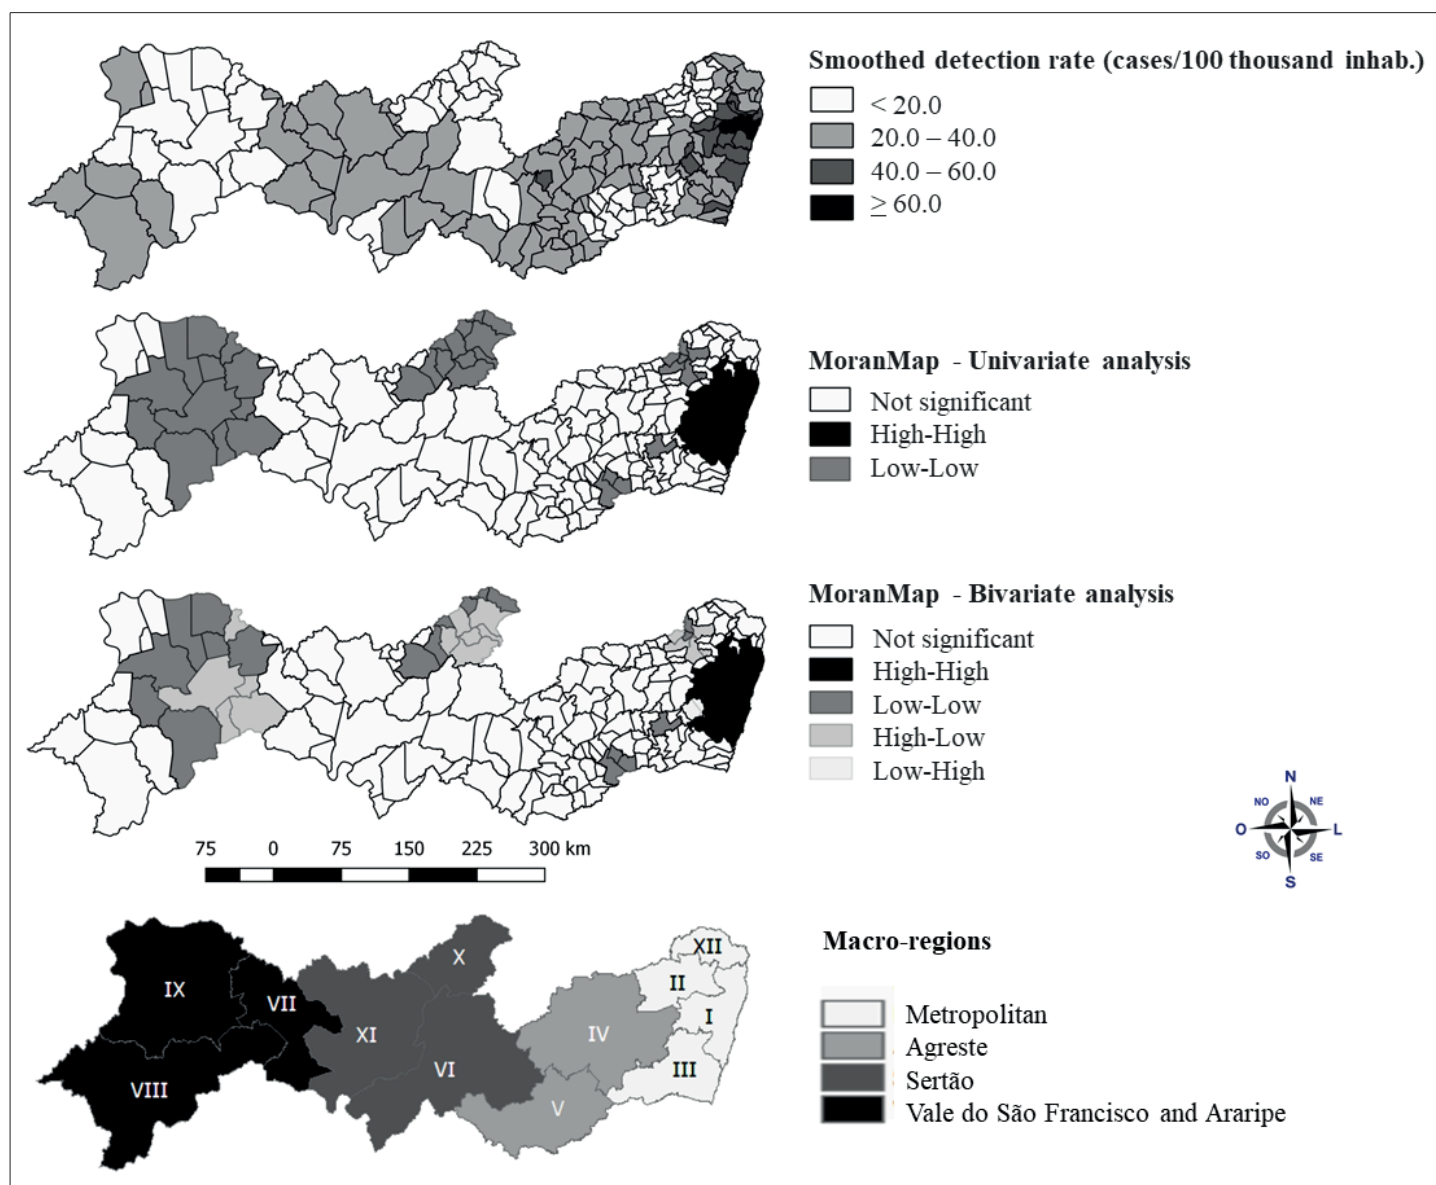 Smoothed detection rate (cases/100 thousand inhab.)
< 20.0
20.0 – 40.0
40.0 – 60.0
≥ 60.0
MoranMap - Univariate analysis
Not significant
High-High
Low-Low
MoranMap - Bivariate analysis
Not significant
High-High
Low-Low
High-Low
Low-High
75 0 75 150 225 300 km
N
NO NE
O L
SO SE
S
Macro-regions
Metropolitan
Agreste
Sertão
Vale do São Francisco and Araripe
XII
X
II
IX
VII
I
XI
IV
VI
III
VIII
V